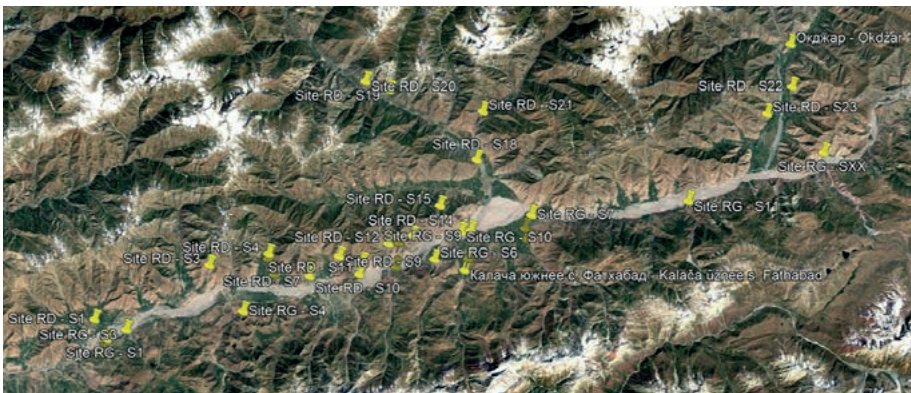 Окджар - Okdžar
Site RD - S20
Site RD - S19
Site RD - S22
Site RD - S21
Site RD - S23
Site RD - S18
Site RG - SXX
Site RD - S15
Site RG - S11
Site RG - S7
Site RD - S14
Site RD - S12
Site RG - S9
Site RG - S10
Site RD - S4
Site RD - S3
Site RG - S6
Site RD - S9
Site RD - S11
Калача южнее с. Фатхабад - Kalača ûžnee s. Fathabad
Site RD - S7
Site RD - S10
Site RG - S4
Site RD - S1
Site RG - S3
Site RG - S1